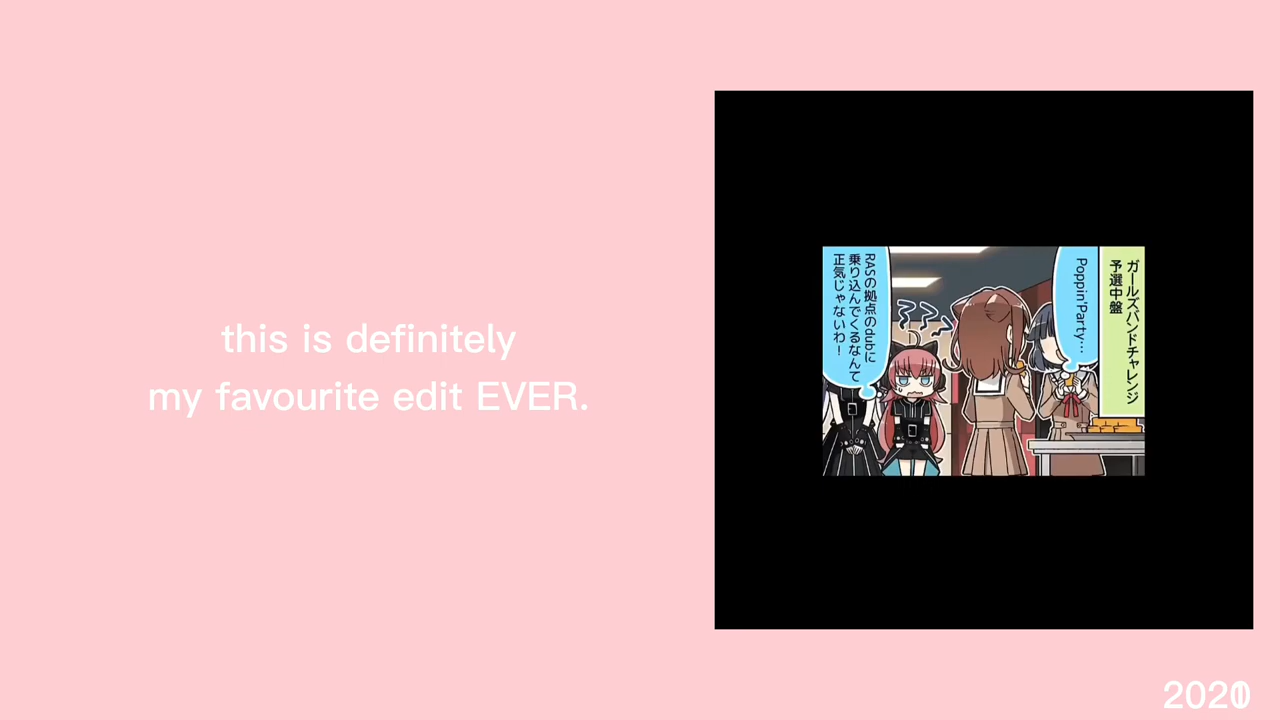 this is definitely
my favourite edit EVER.
ガールズバンドチャレンジ
予選中盤
Poppin'Party…
RASの拠点のdubに
乗り込んでくるなんて
正気じゃないわ！